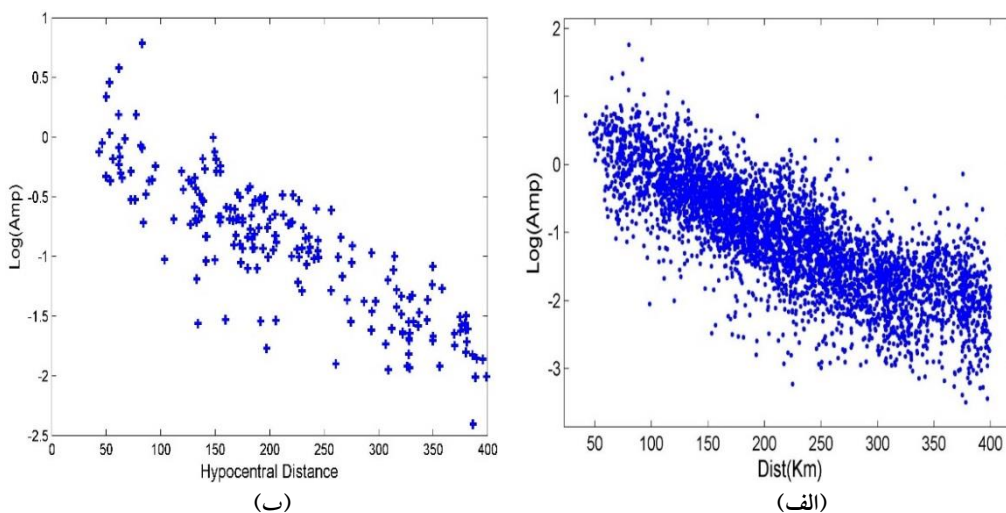 1
0.5
0
-0.5
-1
-1.5
-2
-2.5
Log(Amp)
0 50 100 150 200 250 300 350 400
Hypocentral Distance
(ب)
2
1
0
-1
-2
-3
Log(Amp)
50 100 150 200 250 300 350 400
Dist(Km)
(الف)